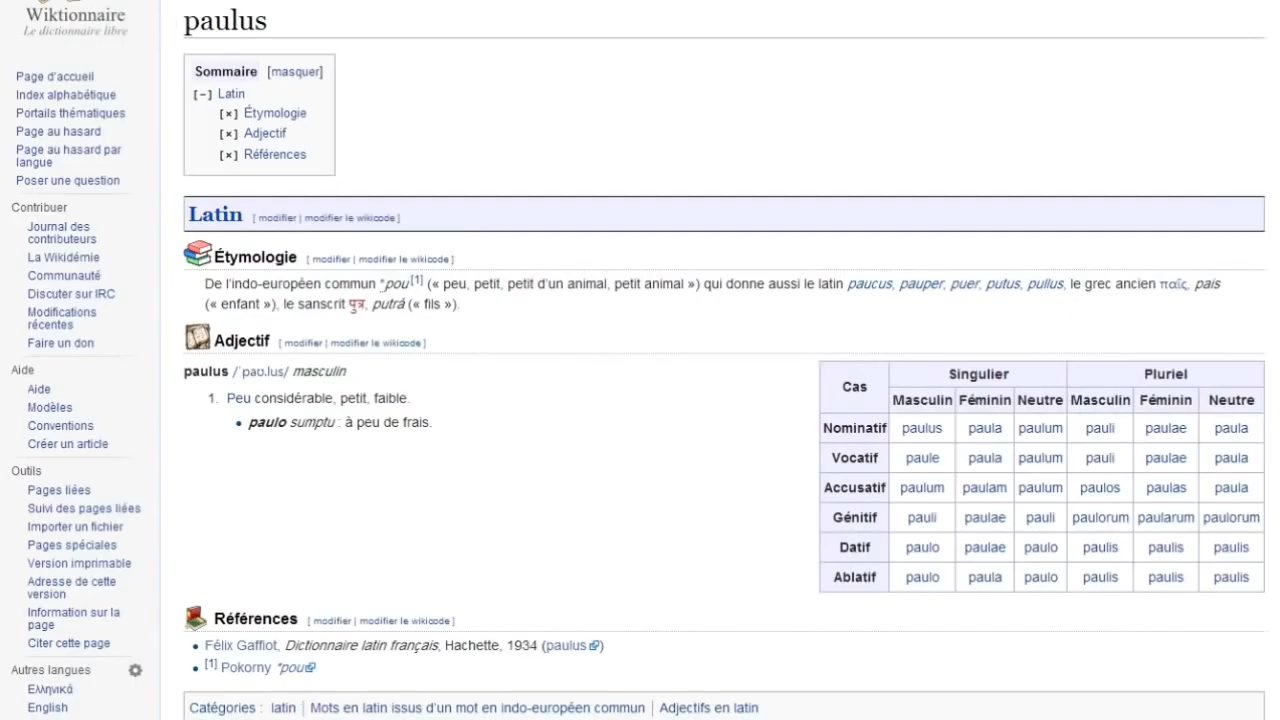 Wiktionnaire
Le dictionnaire libre
Page d'accueil
Index alphabétique
Portails thématiques
Page au hasard
Page au hasard par
langue
Poser une question
Contribuer
Journal des
contributeurs
La Wikidémie
Communauté
Discuter sur IRC
Modifications
récentes
Faire un don
Aide
Aide
Modèles
Conventions
Créer un article
Outils
Pages liées
Suivi des pages liées
Importer un fichier
Pages spéciales
Version imprimable
Adresse de cette
version
Information sur la
page
Citer cette page
Autres langues
Ελληνικά
English
paulus
Sommaire [masquer]
[−] Latin
[×] Étymologie
[×] Adjectif
[×] Références
Latin [ modifier | modifier le wikicode ]
Étymologie [ modifier | modifier le wikicode ]
De l'indo-européen commun *pou[1] (« peu, petit, petit d'un animal, petit animal ») qui donne aussi le latin paucus, pauper, puer, putus, pullus, le grec ancien παῖς, pais
(« enfant »), le sanscrit पुत्र, putrá (« fils »).
Adjectif [ modifier | modifier le wikicode ]
paulus /ˈpau̯.lus/ masculin
1. Peu considérable, petit, faible.
• paulo sumptu : à peu de frais.
Cas Singulier Pluriel
Masculin Féminin Neutre Masculin Féminin Neutre
Nominatif paulus paula paulum pauli paulae paula
Vocatif paule paula paulum pauli paulae paula
Accusatif paulum paulam paulum paulos paulas paula
Génitif pauli paulae pauli paulorum paularum paulorum
Datif paulo paulae paulo paulis paulis paulis
Ablatif paulo paula paulo paulis paulis paulis
Références [ modifier | modifier le wikicode ]
• Félix Gaffiot, Dictionnaire latin français, Hachette, 1934 (paulus)
• [1] Pokorny *pou
Catégories : latin | Mots en latin issus d'un mot en indo-européen commun | Adjectifs en latin